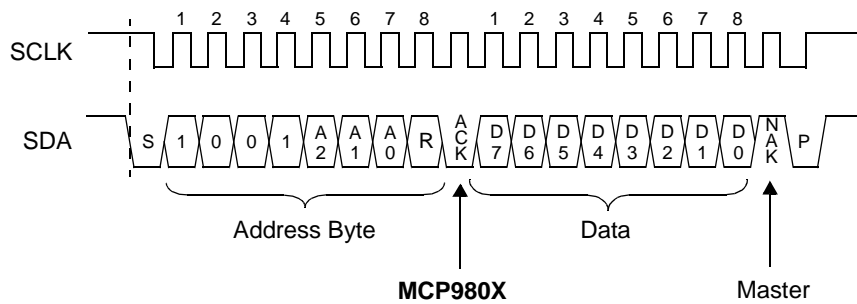 1 2 3 4 5 6 7 8 1 2 3 4 5 6 7 8
SCLK
SDA S 1 0 0 1 A2 A1 A0 R ACK D7 D6 D5 D4 D3 D2 D1 D0 NAK P
Address Byte Data
MCP980X Master